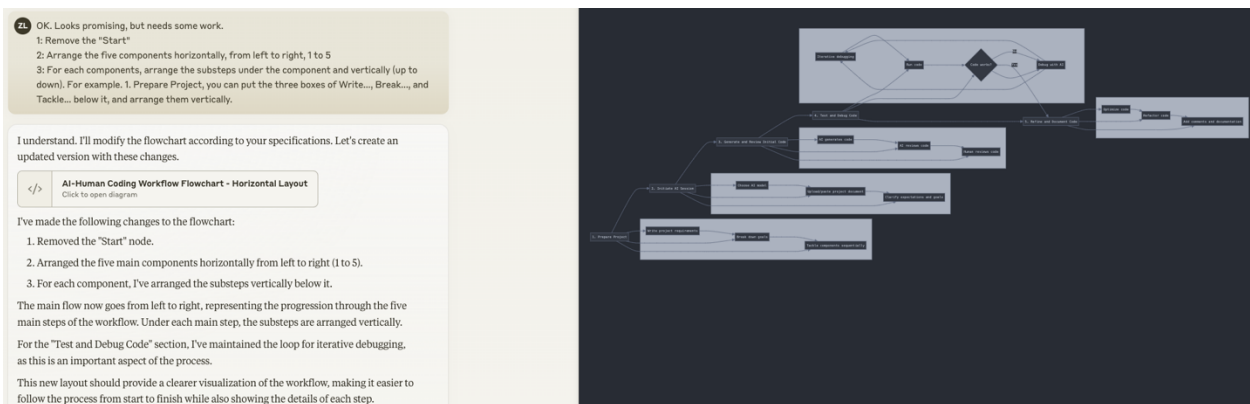 ZL
OK. Looks promising, but needs some work.
1: Remove the "Start"
2: Arrange the five components horizontally, from left to right, 1 to 5
3: For each components, arrange the substeps under the component and vertically (up to
down). For example. 1. Prepare Project, you can put the three boxes of Write..., Break..., and
Tackle... below it, and arrange them vertically.
I understand. I'll modify the flowchart according to your specifications. Let's create an
updated version with these changes.
</>
AI-Human Coding Workflow Flowchart - Horizontal Layout
Click to open diagram
I've made the following changes to the flowchart:
1. Removed the "Start" node.
2. Arranged the five main components horizontally from left to right (1 to 5).
3. For each component, I've arranged the substeps vertically below it.
The main flow now goes from left to right, representing the progression through the five
main steps of the workflow. Under each main step, the substeps are arranged vertically.
For the "Test and Debug Code" section, I've maintained the loop for iterative debugging,
as this is an important aspect of the process.
This new layout should provide a clearer visualization of the workflow, making it easier to
follow the process from start to finish while also showing the details of each step.
Iterative debugging
Run code
Code works?
Debug with AI
4. Test and Debug Code
5. Refine and Document Code
Optimize code
Refactor code
Add comments and documentation
3. Generate and Review Initial Code
AI generates code
AI reviews code
Human reviews code
2. Initiate AI Session
Choose AI model
Upload/paste project document
Clarify expectations and goals
1. Prepare Project
Write project requirements
Break down goals
Tackle components sequentially